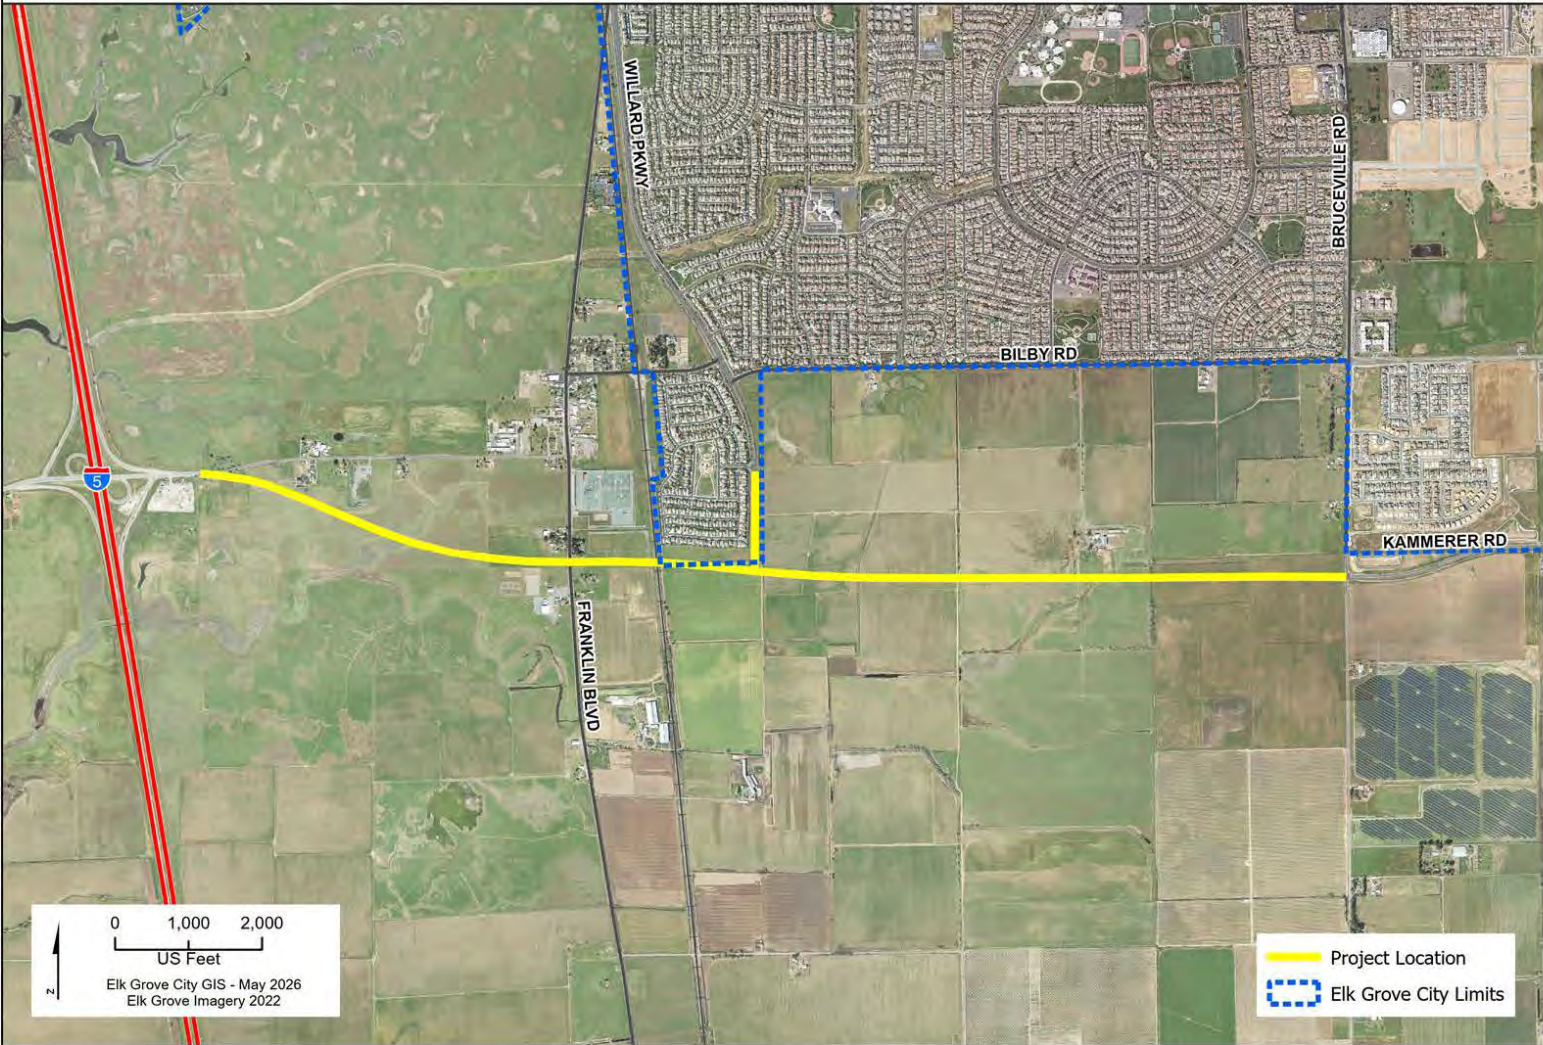 WILLARD PKWY
BRUCEVILLE RD
BILBY RD
5
KAMMERER RD
FRANKLIN BLVD
0 1,000 2,000
US Feet
N
Elk Grove City GIS - May 2026
Elk Grove Imagery 2022
Project Location
Elk Grove City Limits